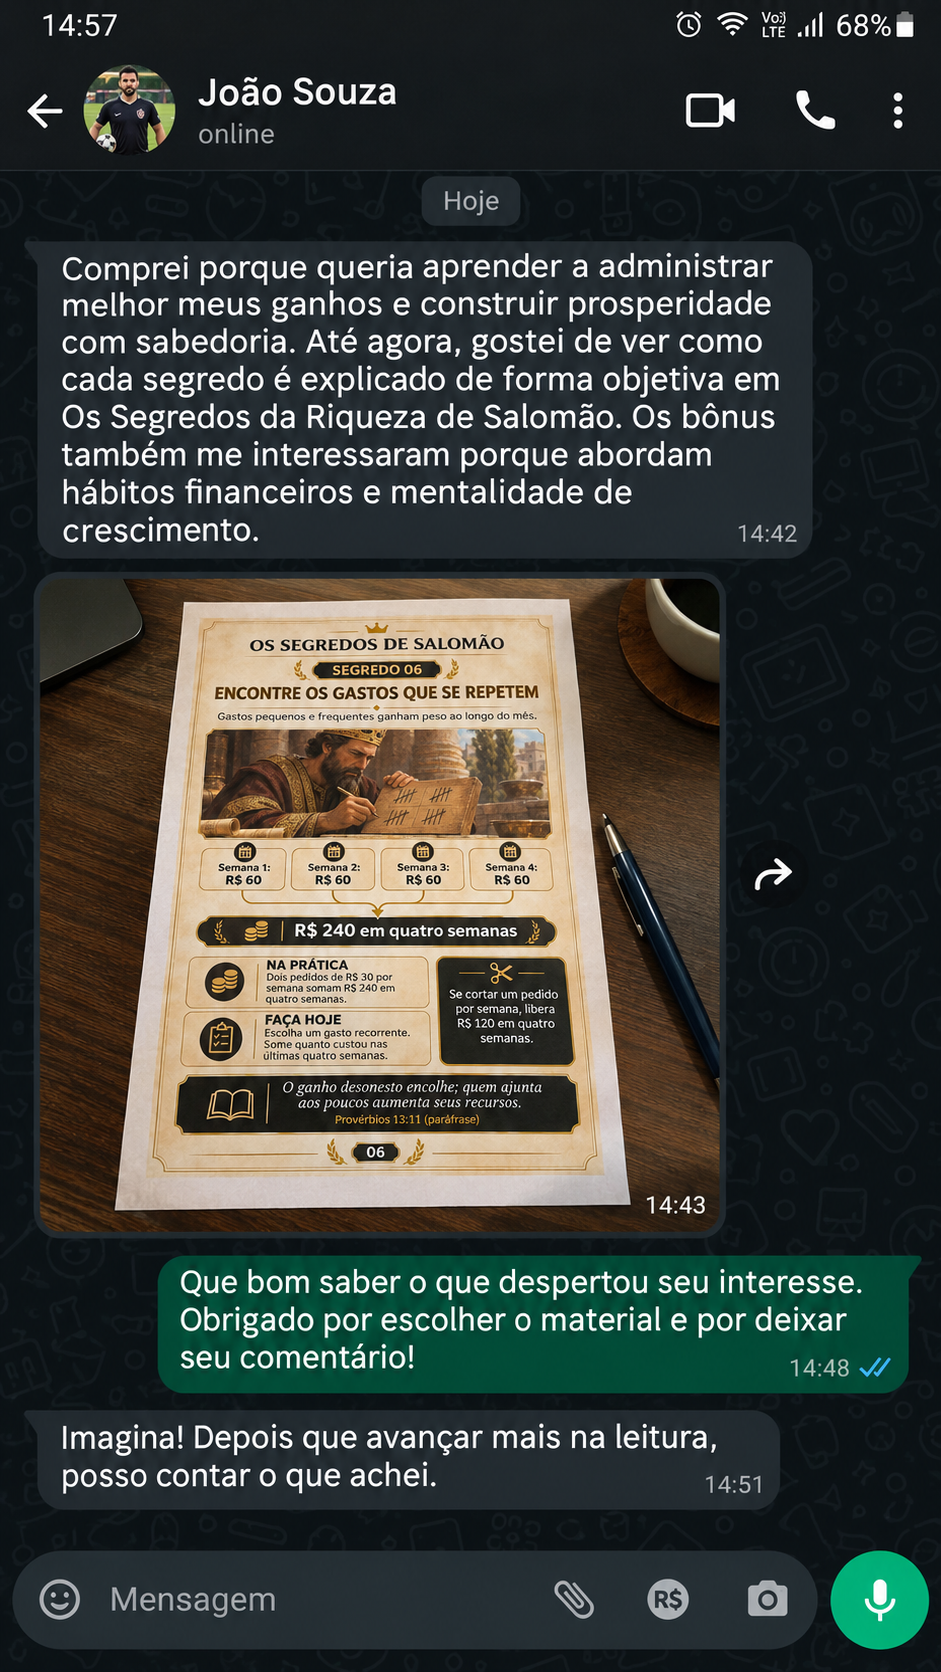 14:57
Vo)) LTE
68%
João Souza
online
Hoje
Comprei porque queria aprender a administrar
melhor meus ganhos e construir prosperidade
com sabedoria. Até agora, gostei de ver como
cada segredo é explicado de forma objetiva em
Os Segredos da Riqueza de Salomão. Os bônus
também me interessaram porque abordam
hábitos financeiros e mentalidade de
crescimento.
14:42
OS SEGREDOS DE SALOMÃO
SEGREDO 06
ENCONTRE OS GASTOS QUE SE REPETEM
Gastos pequenos e frequentes ganham peso ao longo do mês.
Semana 1: Semana 2: Semana 3: Semana 4:
R$ 60 R$ 60 R$ 60 R$ 60
R$ 240 em quatro semanas
NA PRÁTICA
Dois pedidos de R$ 30 por
semana somam R$ 240 em
quatro semanas.
FAÇA HOJE
Escolha um gasto recorrente.
Some quanto custou nas
últimas quatro semanas.
Se cortar um pedido
por semana, libera
R$ 120 em quatro
semanas.
O ganho desonesto encolhe; quem ajunta
aos poucos aumenta seus recursos.
Provérbios 13:11 (paráfrase)
06
14:43
Que bom saber o que despertou seu interesse.
Obrigado por escolher o material e por deixar
seu comentário!
14:48
Imagina! Depois que avançar mais na leitura,
posso contar o que achei.
14:51
Mensagem
R$